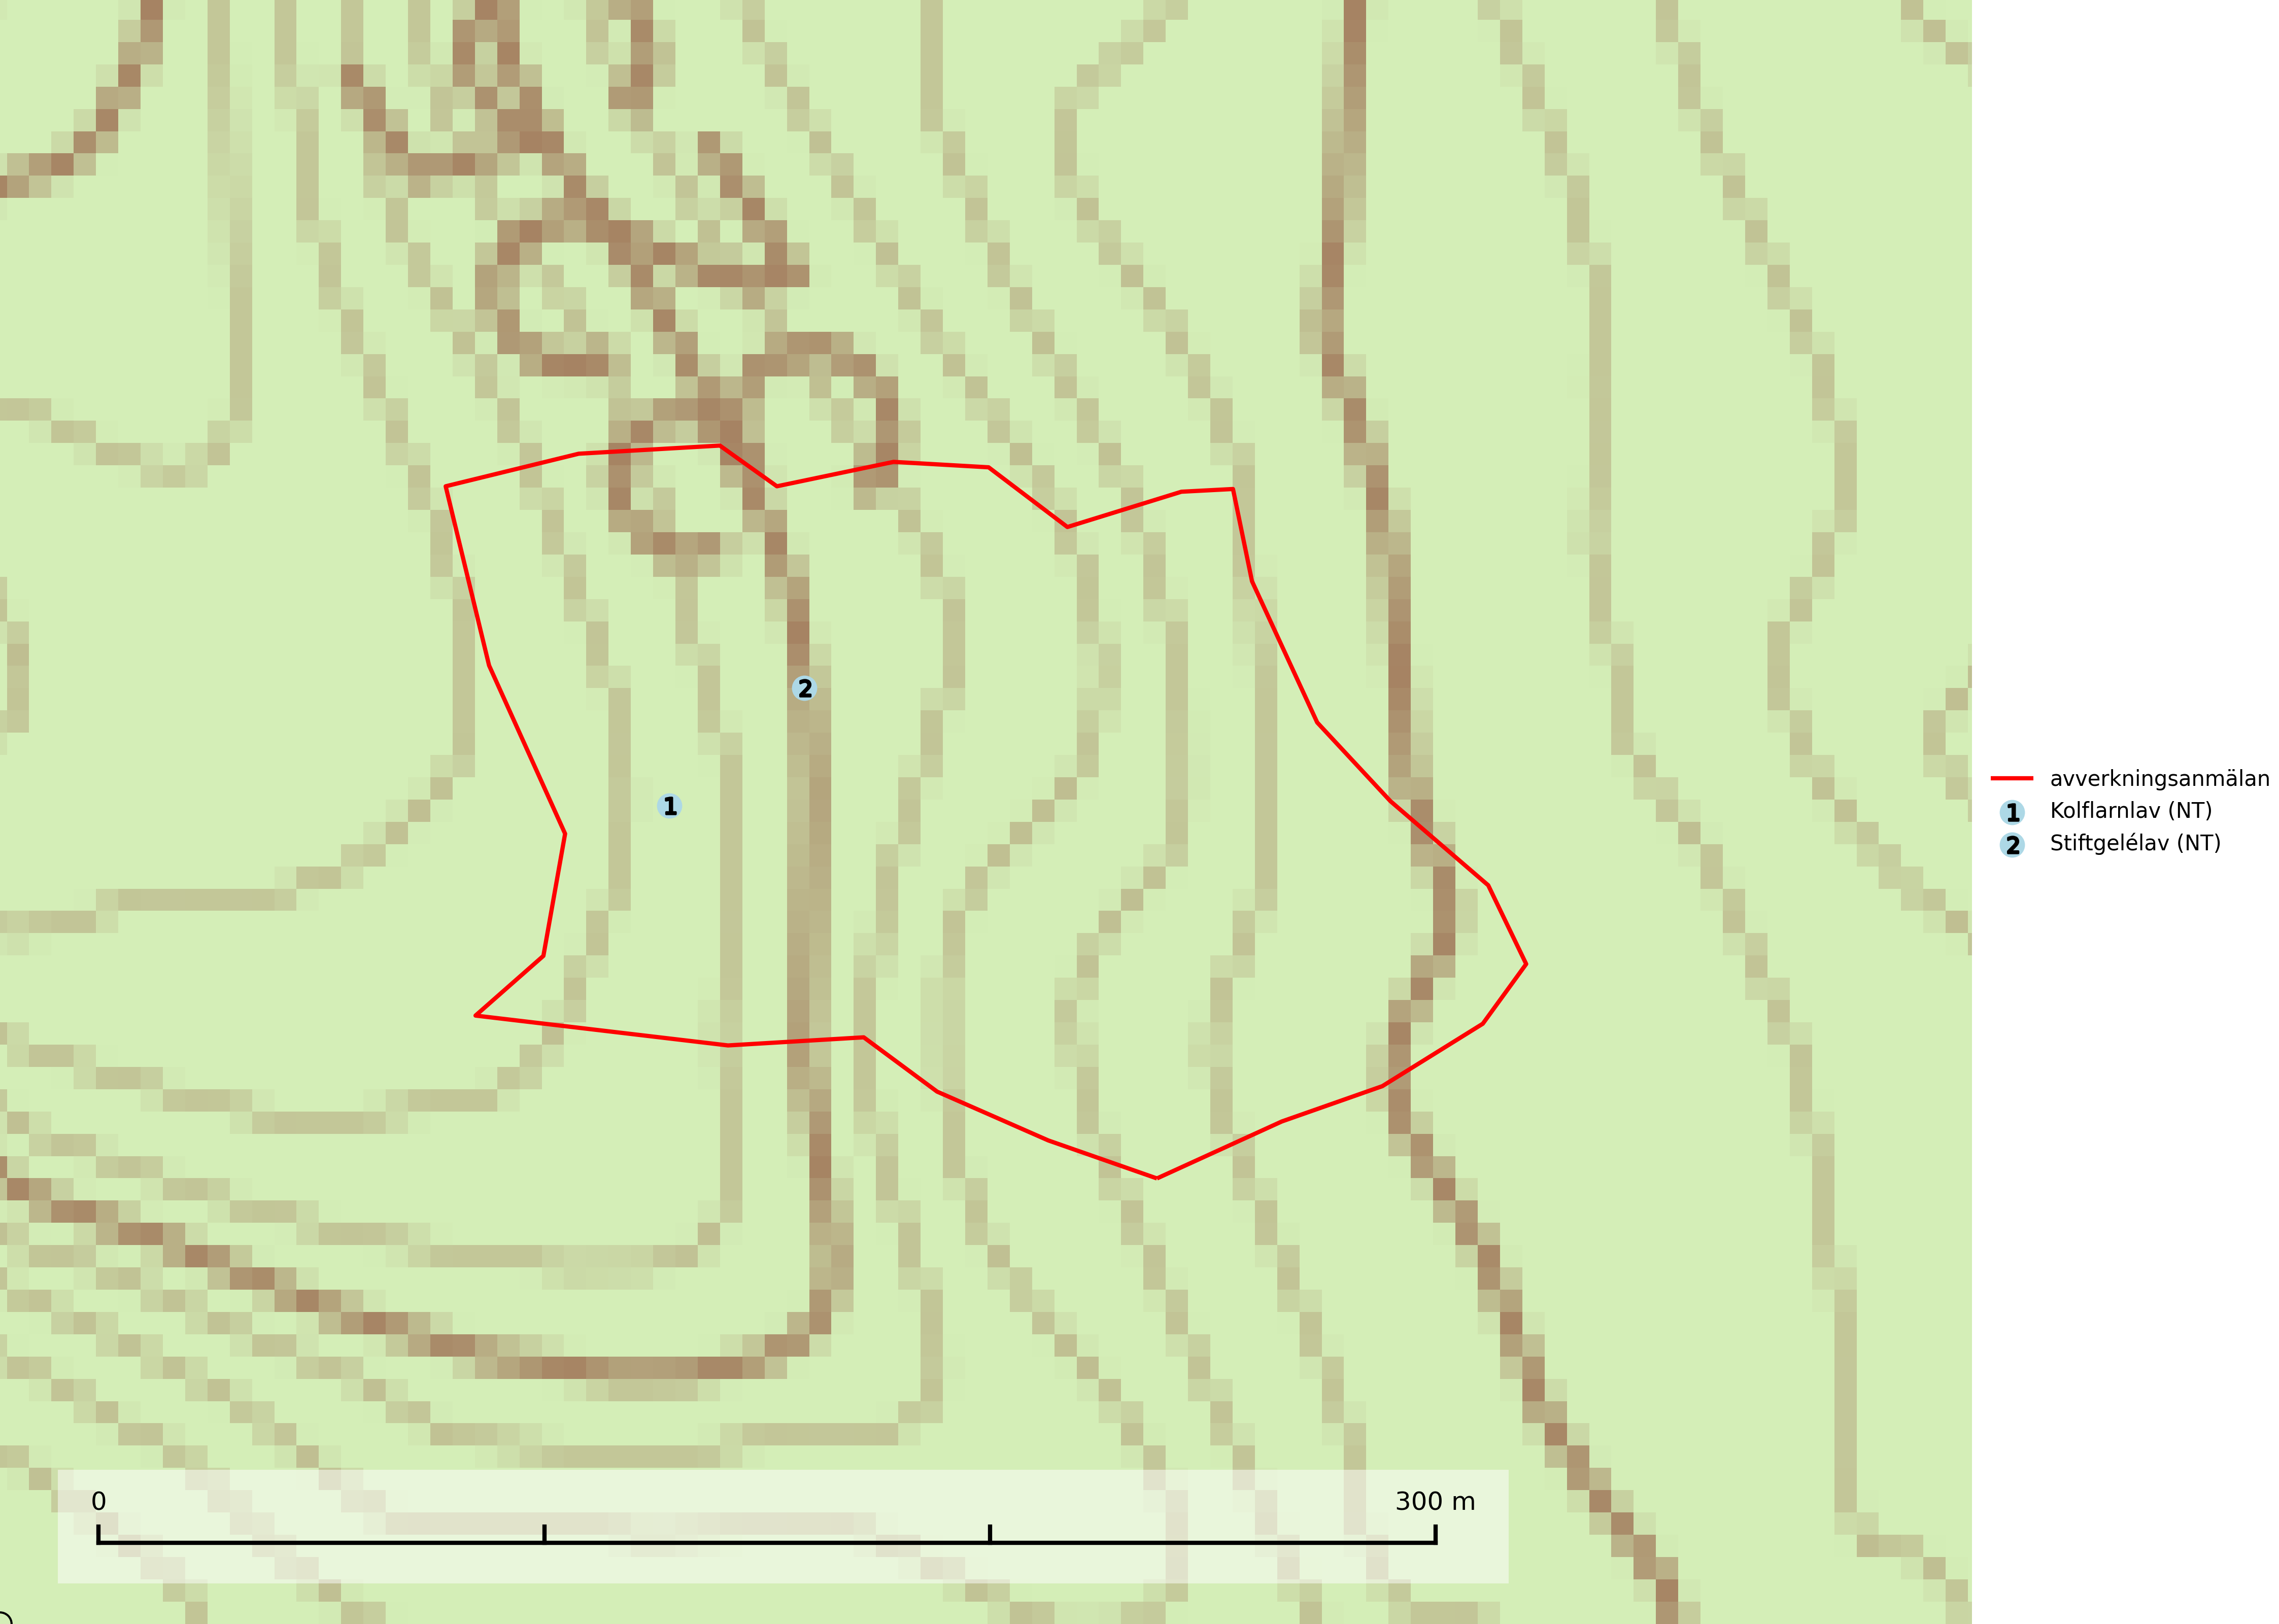 2
1
avverkningsanmälan
1 Kolflarnlav (NT)
2 Stiftgelélav (NT)
0 300 m